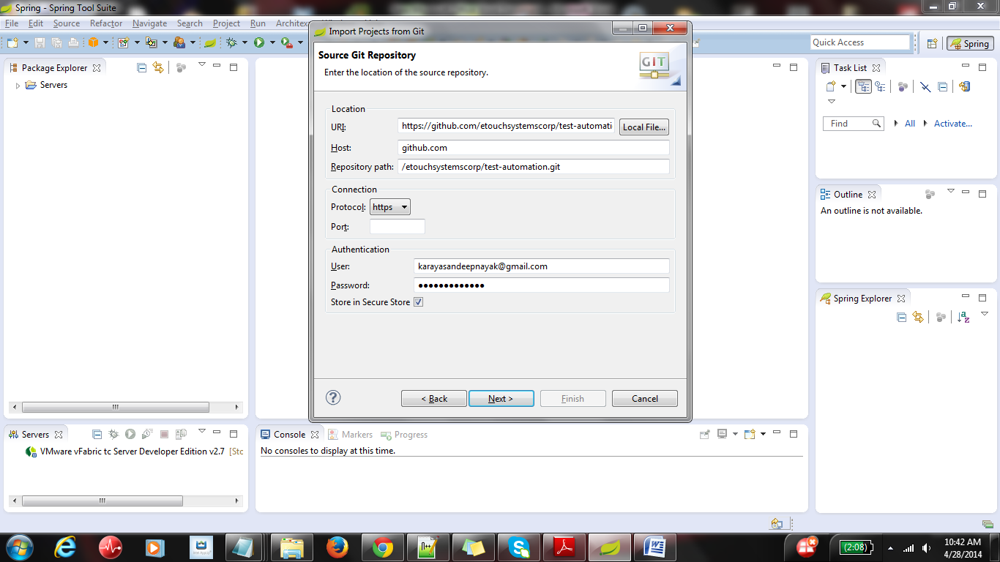 Spring - Spring Tool Suite
File Edit Source Refactor Navigate Search Project Run
Quick Access
Spring
Package Explorer
Servers
Import Projects from Git
Source Git Repository
Enter the location of the source repository.
GIT
Location
URI:
https://github.com/etouchsystemscorp/test-automati
Local File...
Host:
github.com
Repository path:
/etouchsystemscorp/test-automation.git
Connection
Protocol:
https
Port:
Authentication
User:
karayasandeepnayak@gmail.com
Password:
Store in Secure Store
< Back
Next >
Finish
Cancel
Task List
Find
All
Activate...
Outline
An outline is not available.
Spring Explorer
Servers
VMware vFabric tc Server Developer Edition v2.7 [Stc
Console
Markers
Progress
No consoles to display at this time.
(2:08)
10:42 AM
4/28/2014